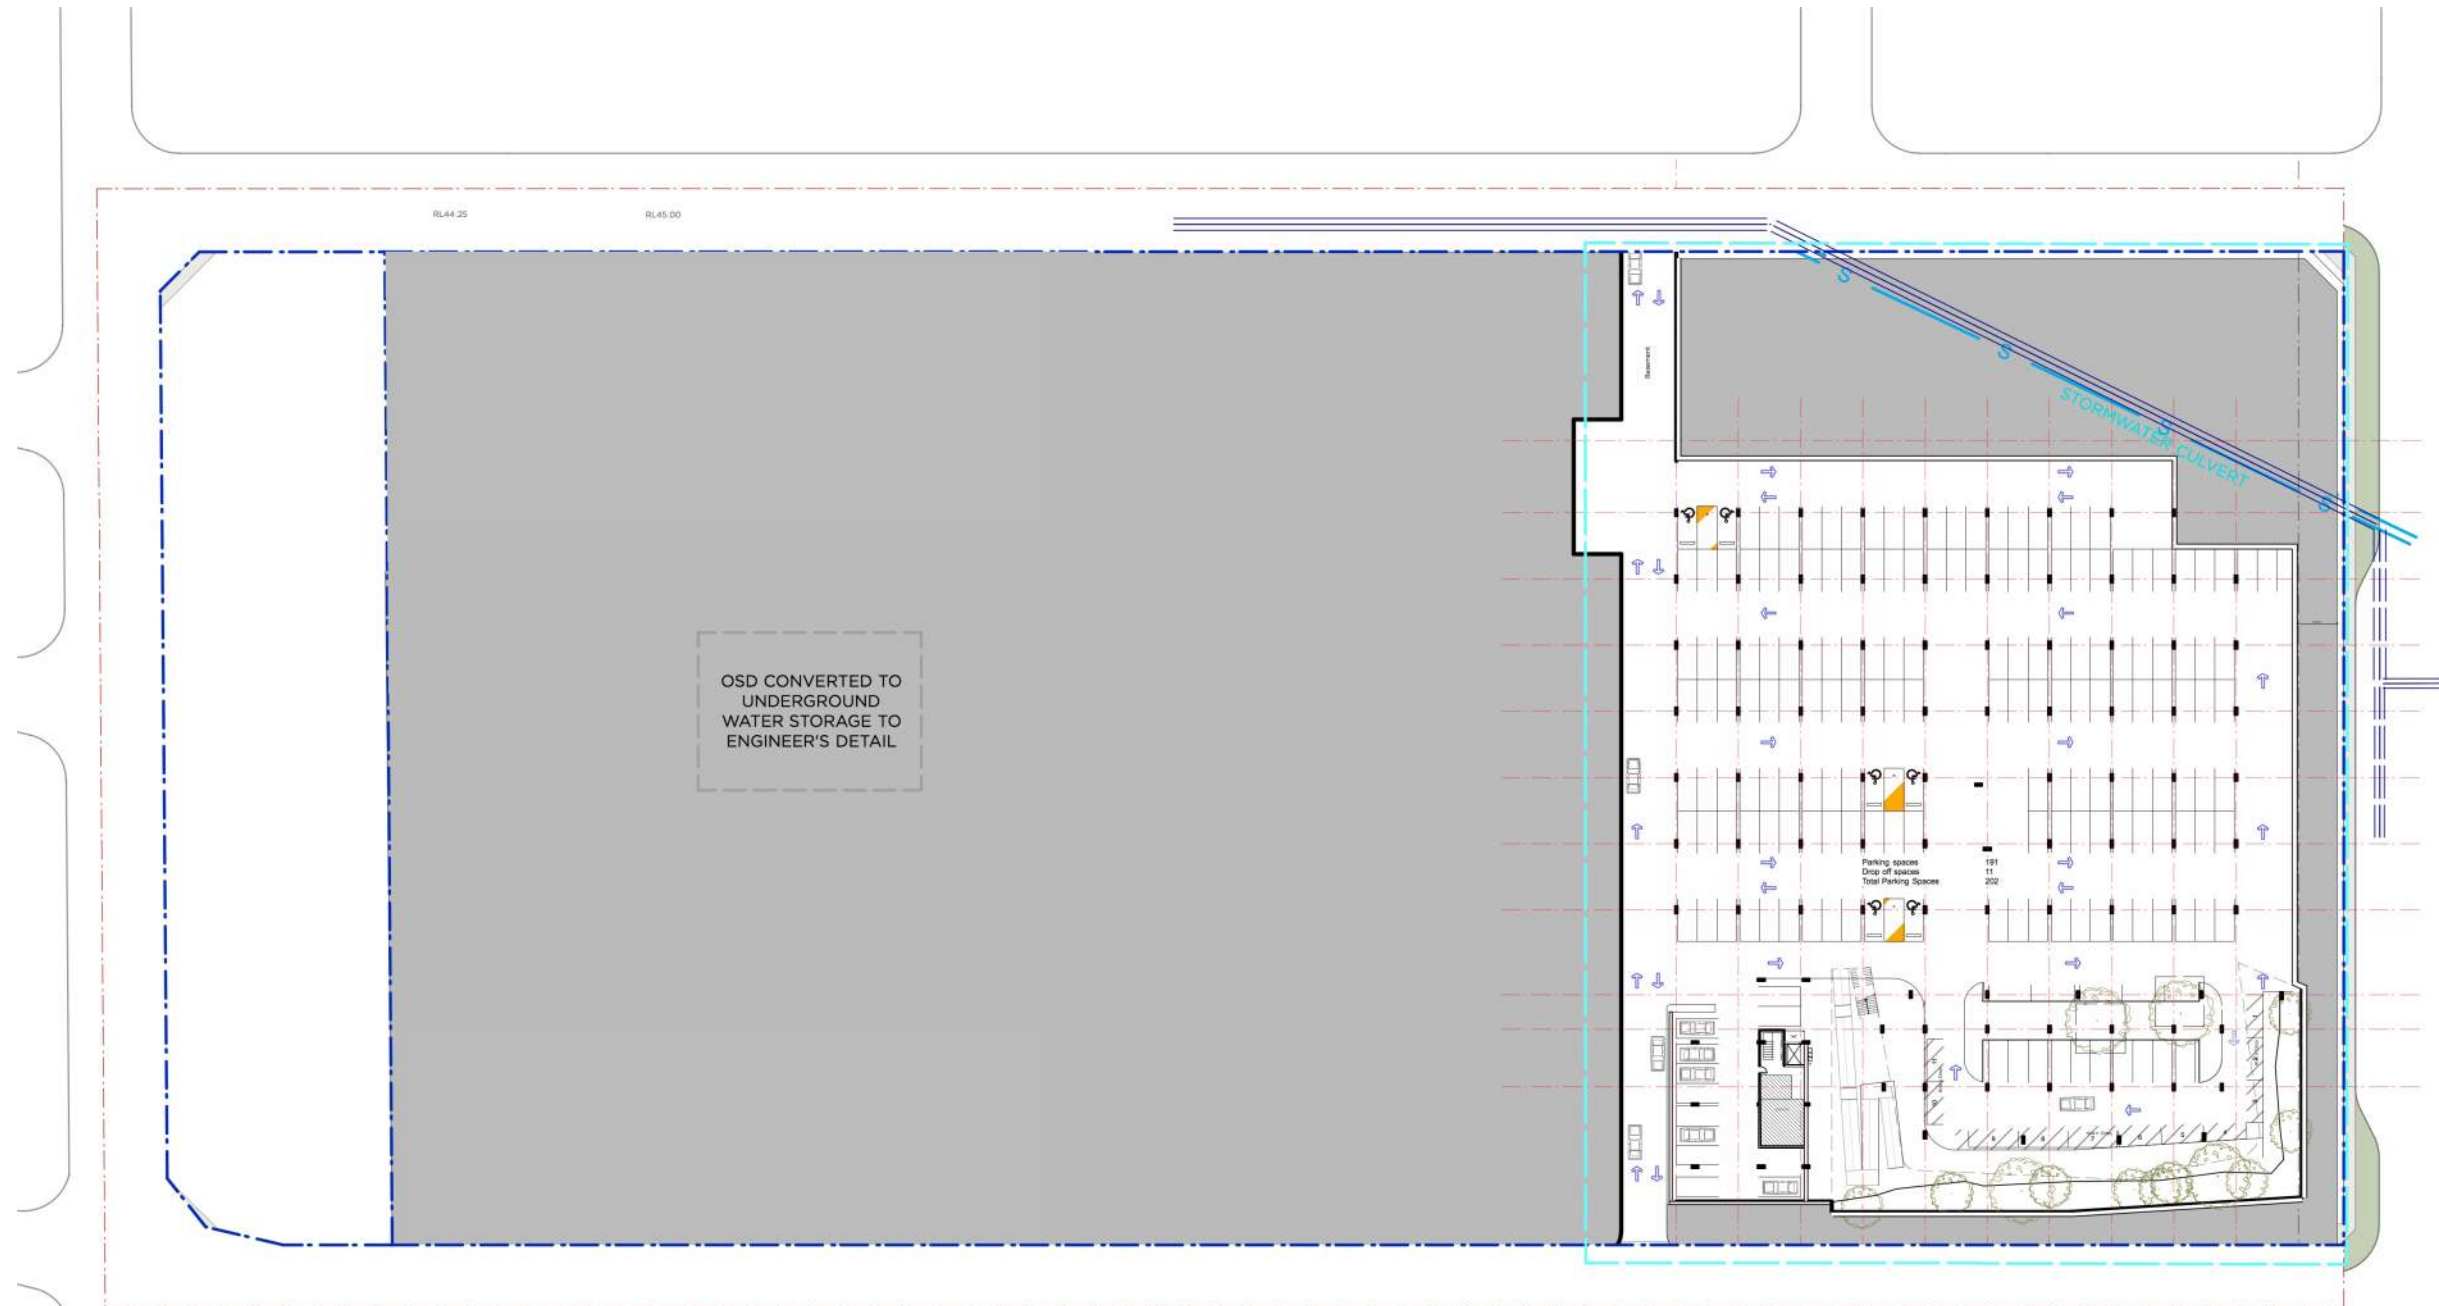 RL44.25
RL45.00
S
S
STORMWATER CULVERT
S
S
Basement
OSD CONVERTED TO
UNDERGROUND
WATER STORAGE TO
ENGINEER'S DETAIL
Parking spaces 191
Drop off spaces 11
Total Parking Spaces 202